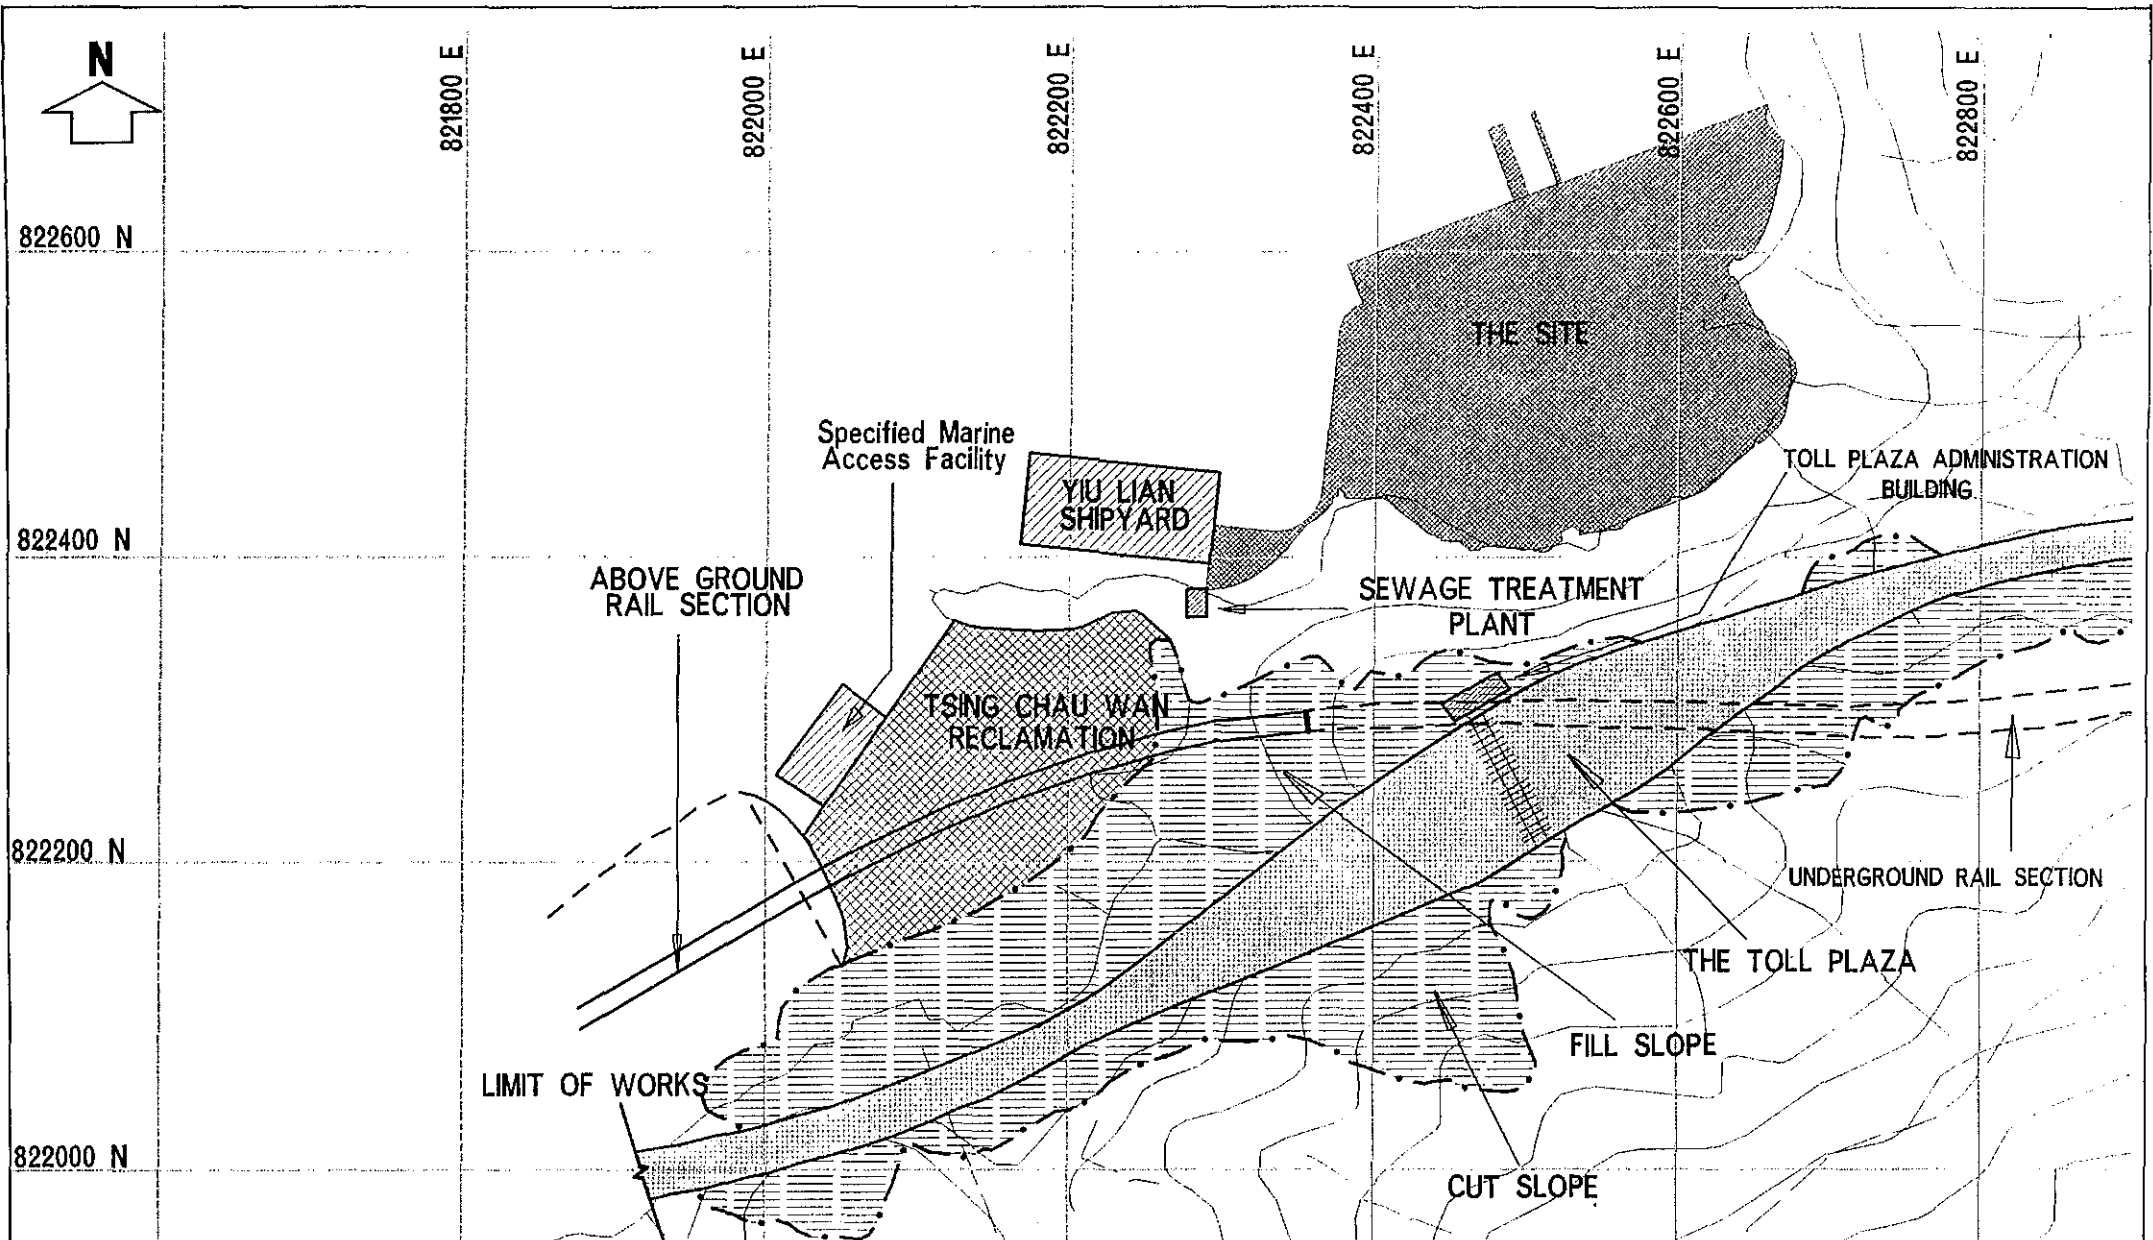 N
821800 E
822000 E
822200 E
822400 E
822600 E
822800 E
822600 N
THE SITE
Specified Marine
Access Facility
TOLL PLAZA ADMINISTRATION
BUILDING
YIU LIAN
SHIPYARD
822400 N
ABOVE GROUND
RAIL SECTION
SEWAGE TREATMENT
PLANT
TSING CHAU WAN
RECLAMATION
822200 N
UNDERGROUND RAIL SECTION
THE TOLL PLAZA
FILL SLOPE
LIMIT OF WORKS
822000 N
CUT SLOPE